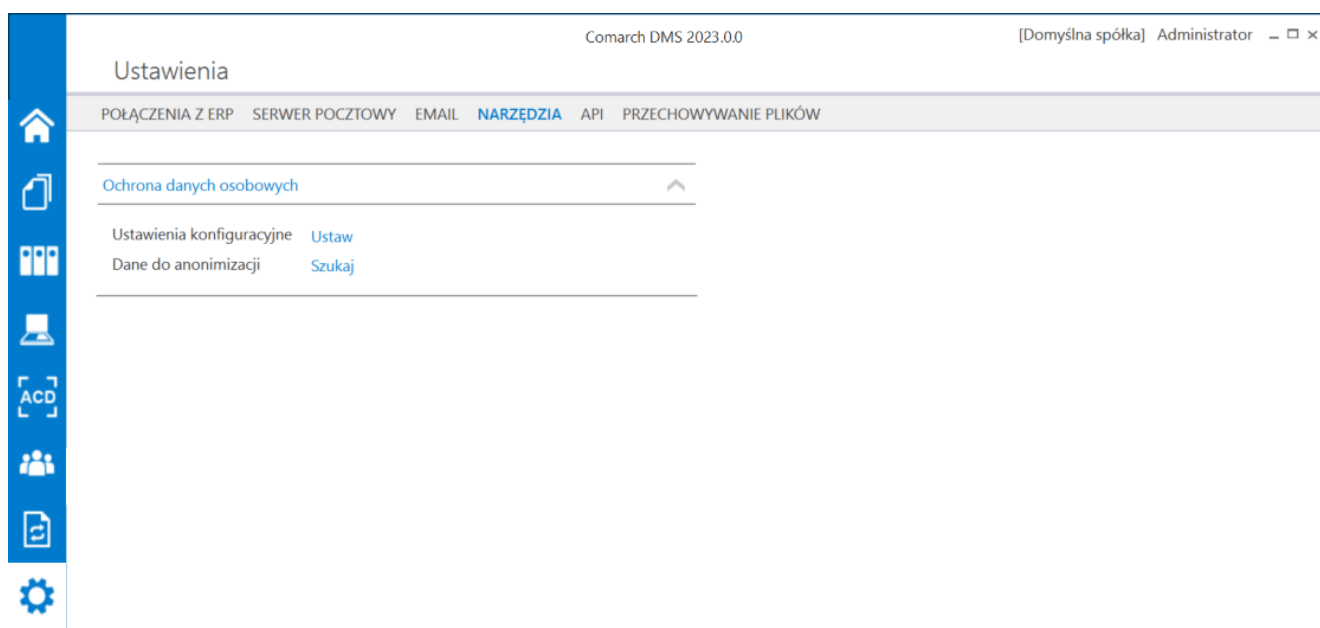 Comarch DMS 2023.0.0
[Domyślna spółka] Administrator
Ustawienia
POŁĄCZENIA Z ERP SERWER POCZTOWY EMAIL NARZĘDZIA API PRZECHOWYWANIE PLIKÓW
Ochrona danych osobowych
Ustawienia konfiguracyjne Ustaw
Dane do anonimizacji Szukaj
ACD